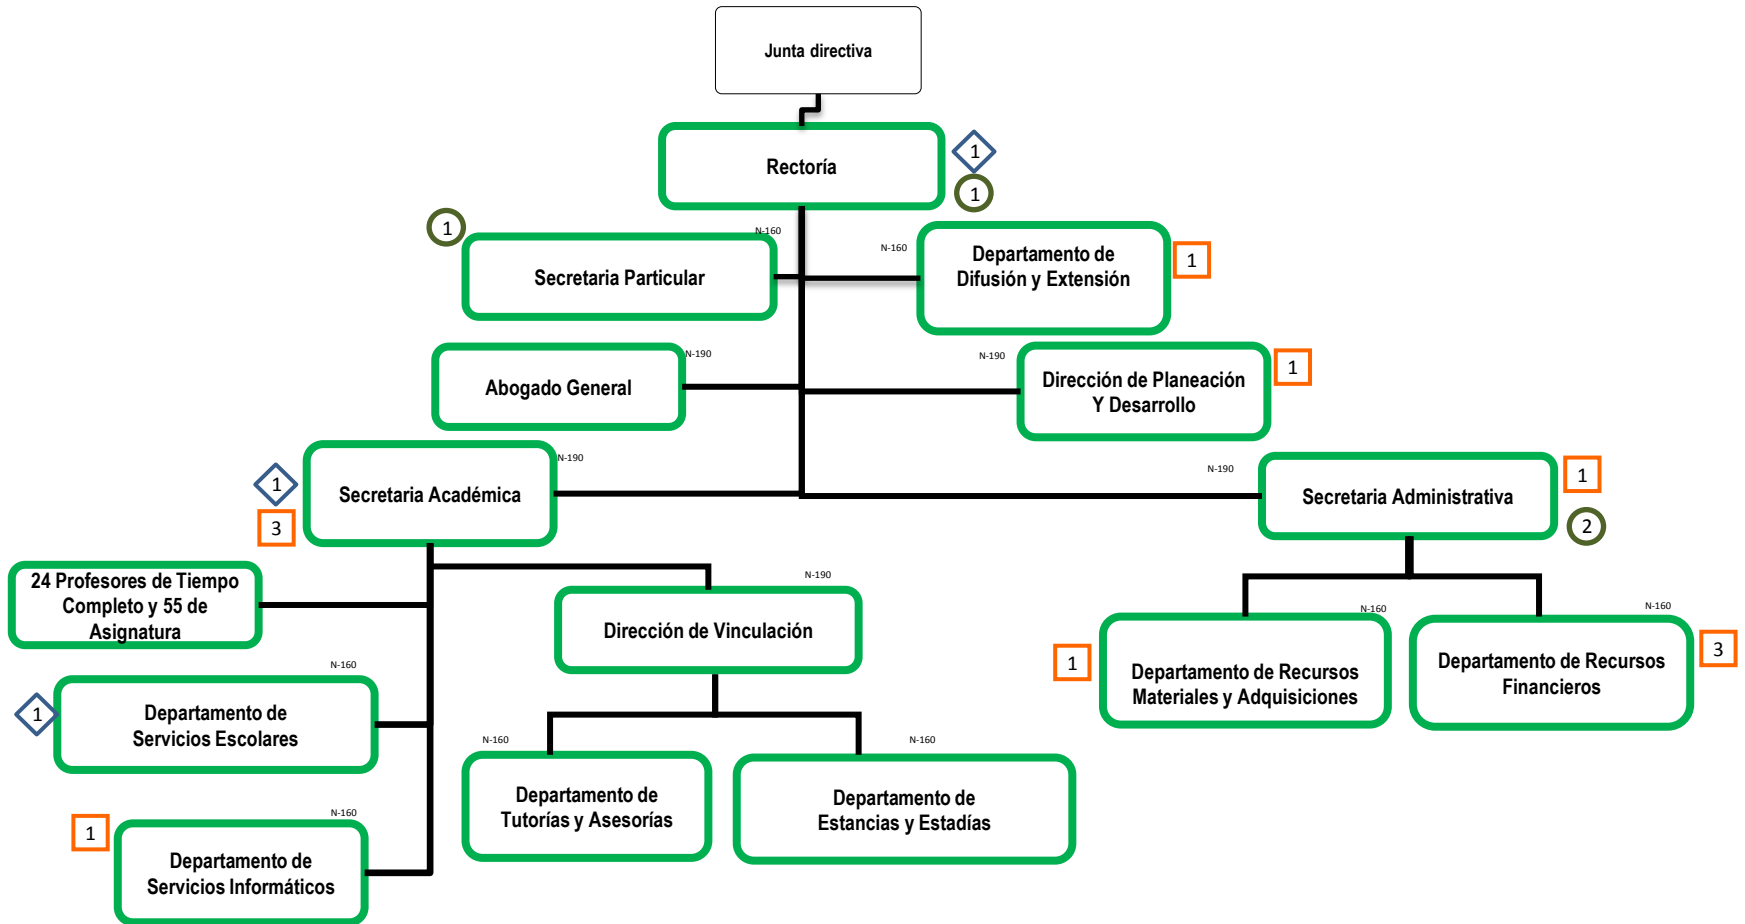 Junta directiva
Rectoría
1
1
1
N-160
Secretaria Particular
N-160
Departamento de
Difusión y Extensión
1
N-190
Abogado General
N-190
Dirección de Planeación
Y Desarrollo
1
N-190
1
Secretaria Académica
3
N-190
Secretaria Administrativa
1
2
24 Profesores de Tiempo
Completo y 55 de
Asignatura
N-190
Dirección de Vinculación
N-160
1
Departamento de Recursos
Materiales y Adquisiciones
N-160
Departamento de Recursos
Financieros
3
N-160
1
Departamento de
Servicios Escolares
N-160
Departamento de
Tutorías y Asesorías
N-160
Departamento de
Estancias y Estadías
N-160
1
Departamento de
Servicios Informáticos